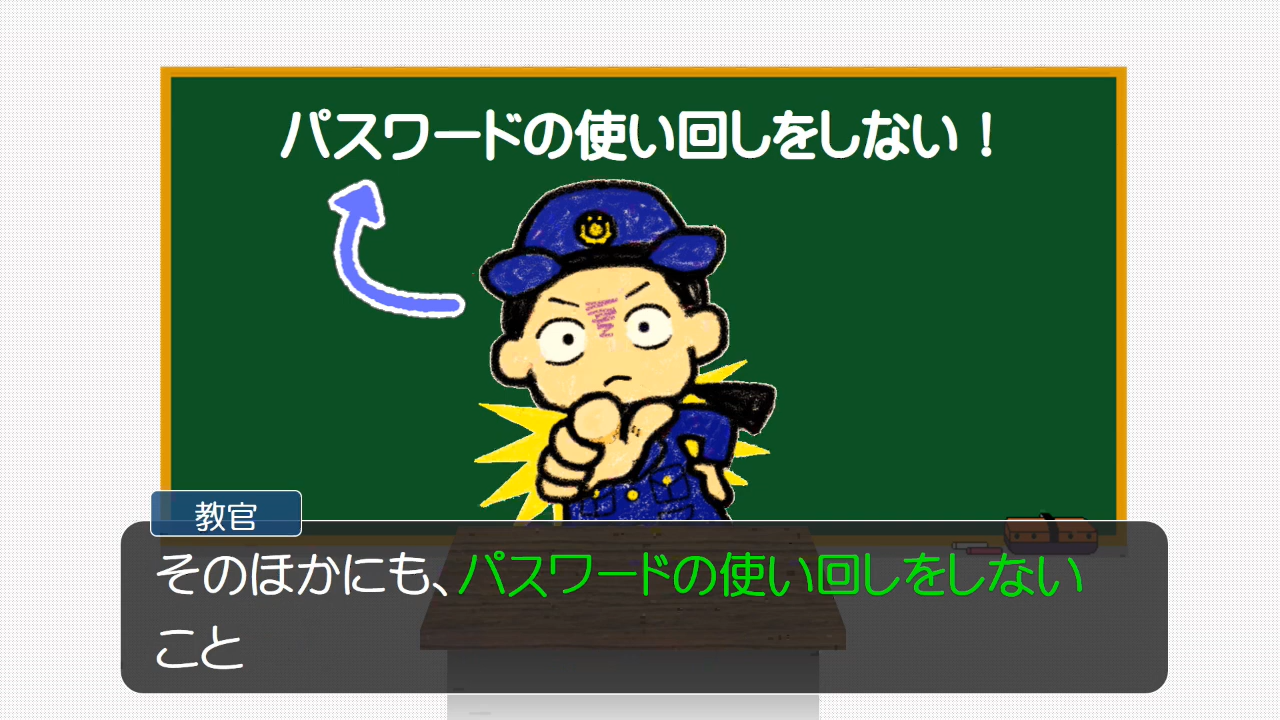 パスワードの使い回しをしない！
教官
そのほかにも、パスワードの使い回しをしない
こと